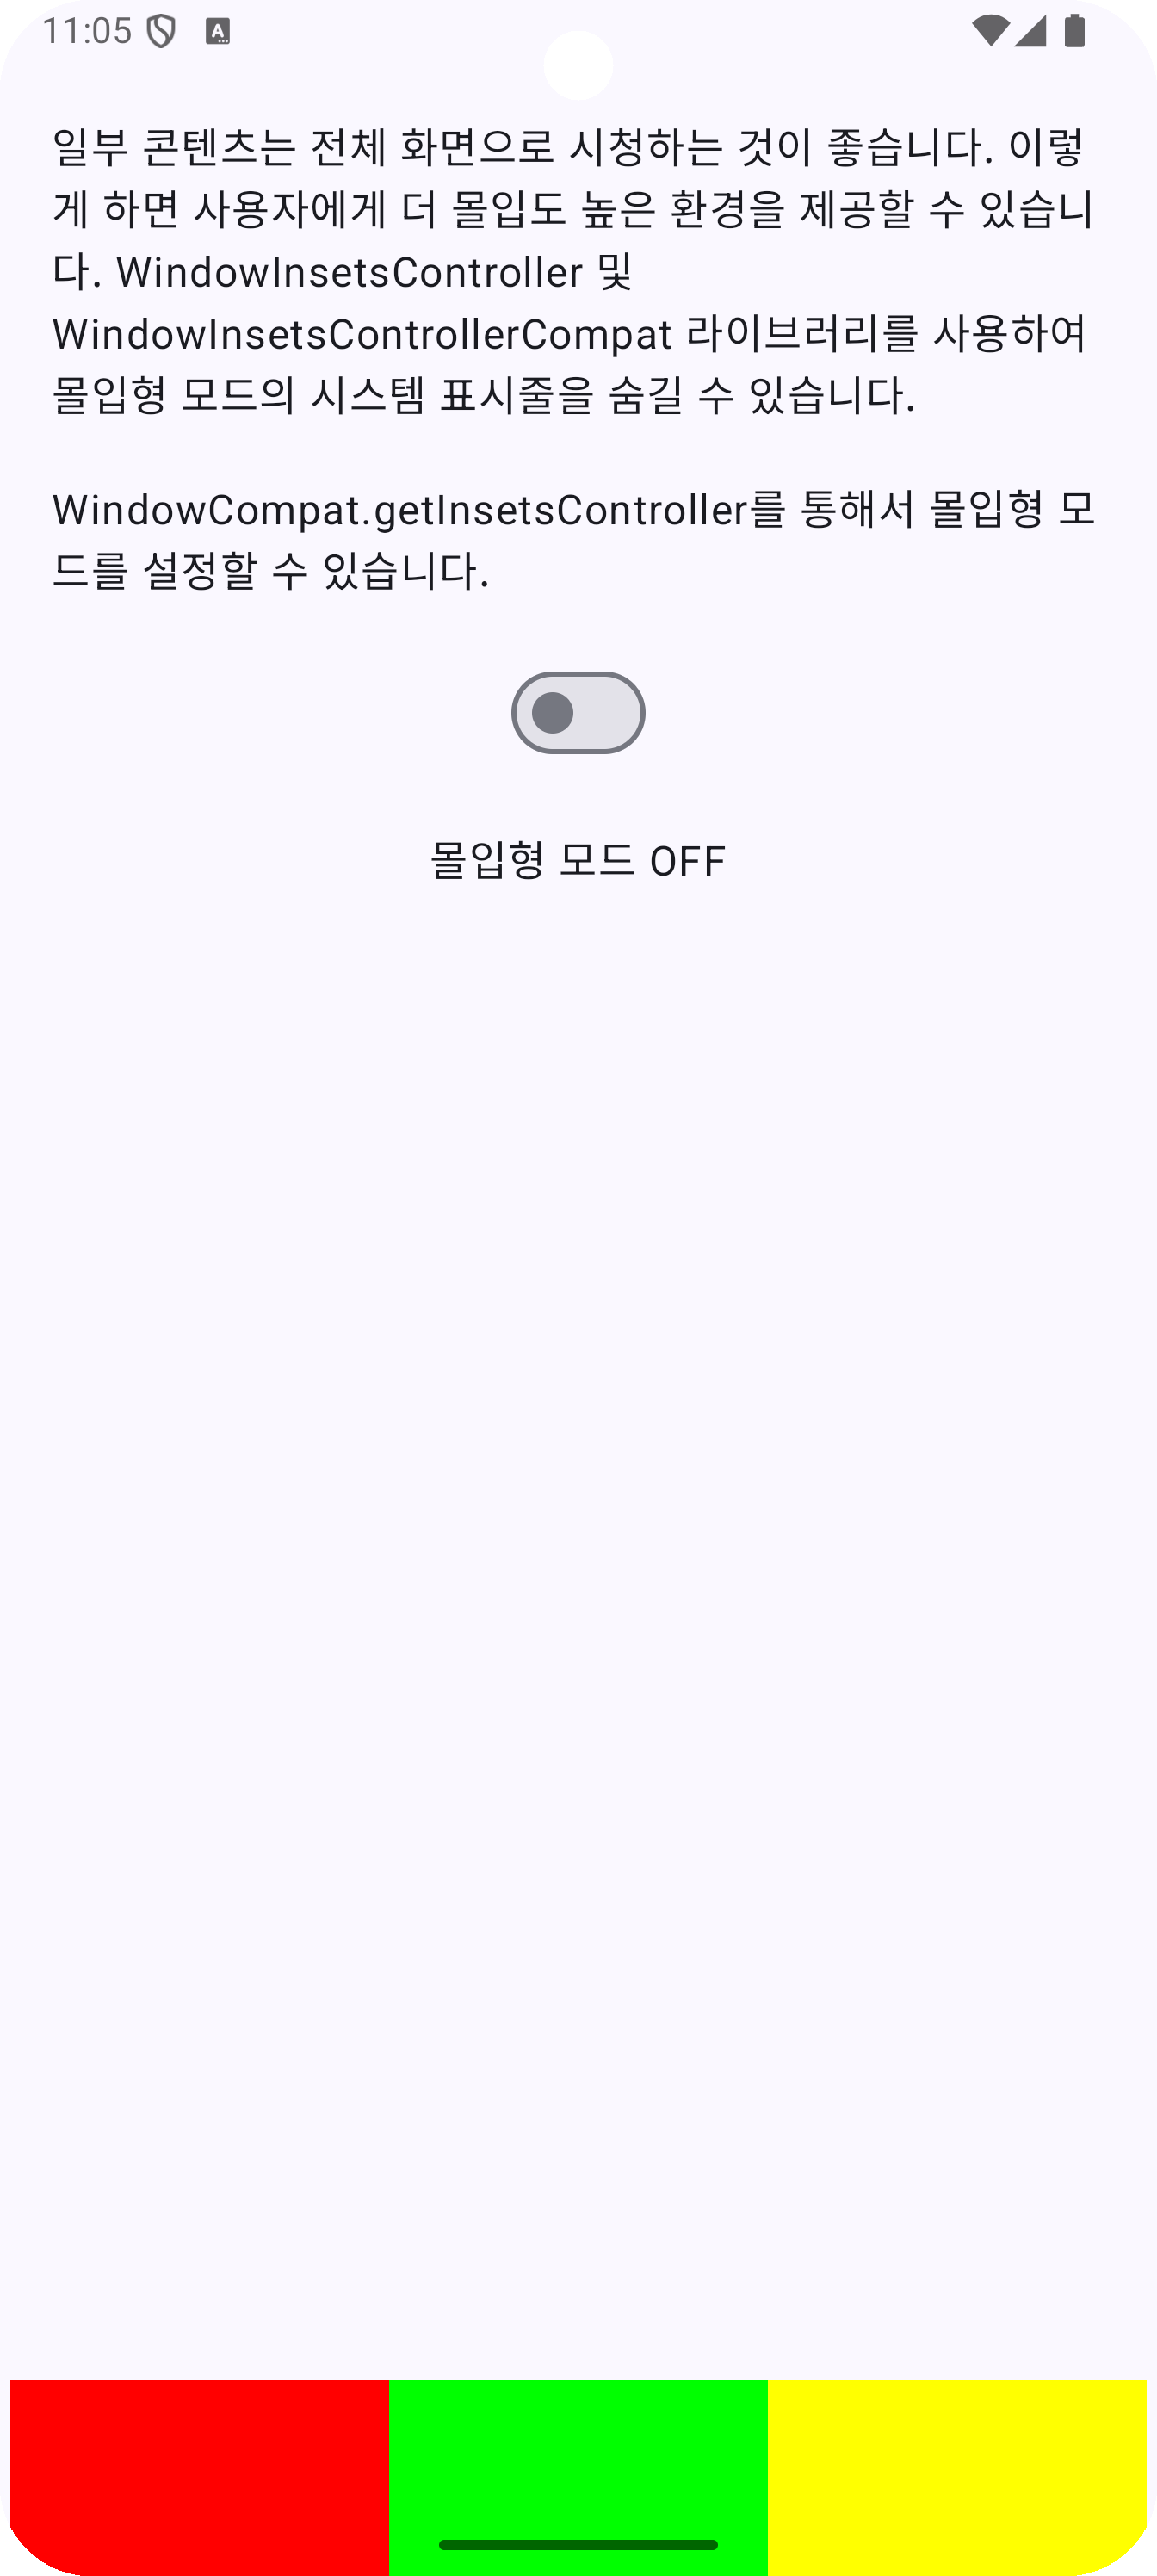 11:05
일부 콘텐츠는 전체 화면으로 시청하는 것이 좋습니다. 이렇
게 하면 사용자에게 더 몰입도 높은 환경을 제공할 수 있습니
다. WindowInsetsController 및
WindowInsetsControllerCompat 라이브러리를 사용하여
몰입형 모드의 시스템 표시줄을 숨길 수 있습니다.
WindowCompat.getInsetsController를 통해서 몰입형 모
드를 설정할 수 있습니다.
몰입형 모드 OFF